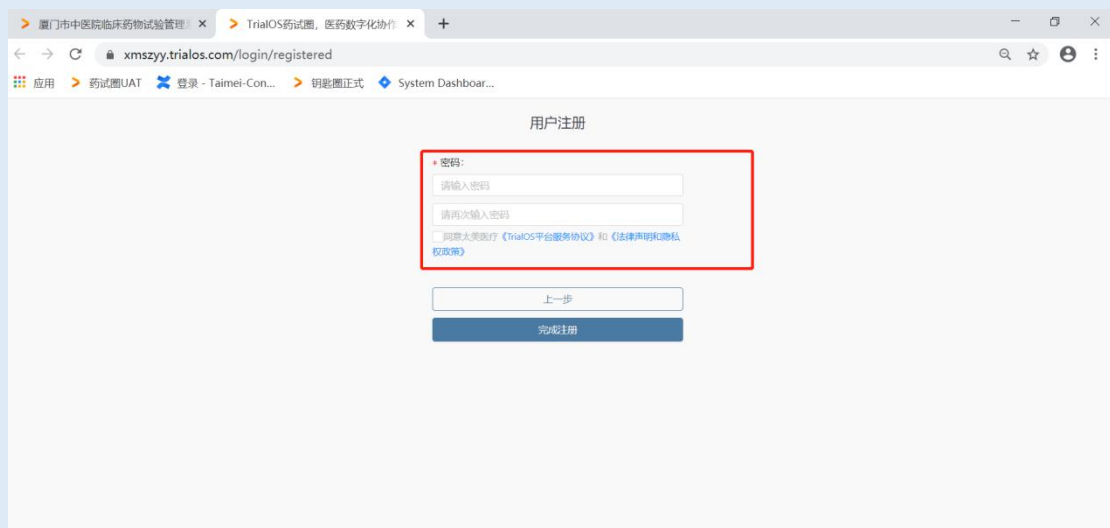 厦门市中医院临床药物试验管理
TrialOS药试圈，医药数字化协作
xmszyy.trialos.com/login/registered
应用
药试圈UAT
登录 - Taimei-Con...
钥匙圈正式
System Dashboar...
用户注册
* 密码：
请输入密码
请再次输入密码
同意太美医疗《TrialOS平台服务协议》和《法律声明和隐私
权政策》
上一步
完成注册